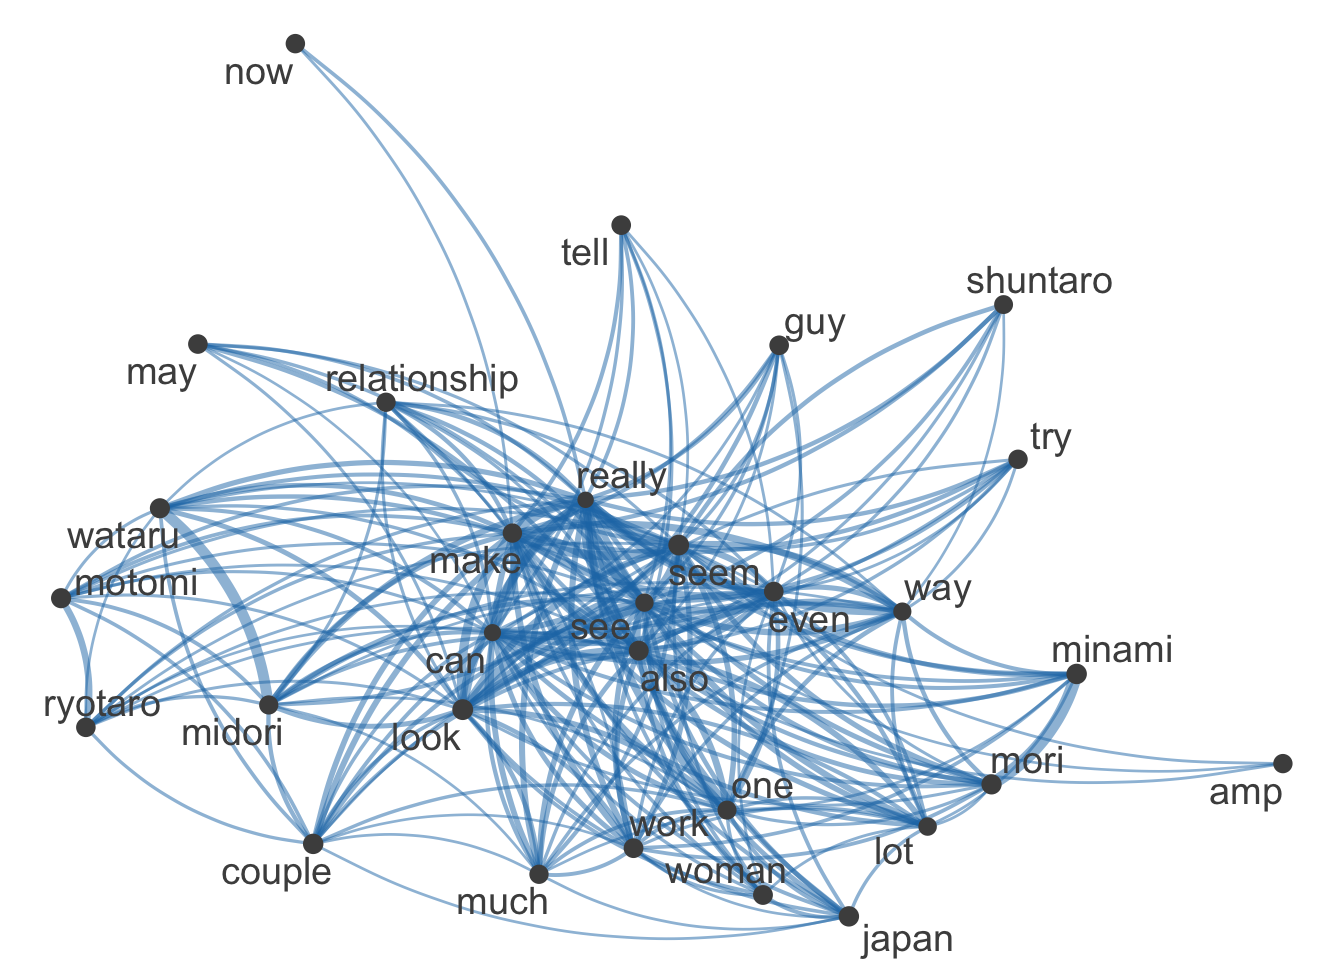 now
tell
shuntaro
guy
may
relationship
try
really
wataru
make
seem
motomi
way
see
even
can
also
minami
ryotaro
midori
look
mori
one
amp
work
lot
couple
woman
much
japan